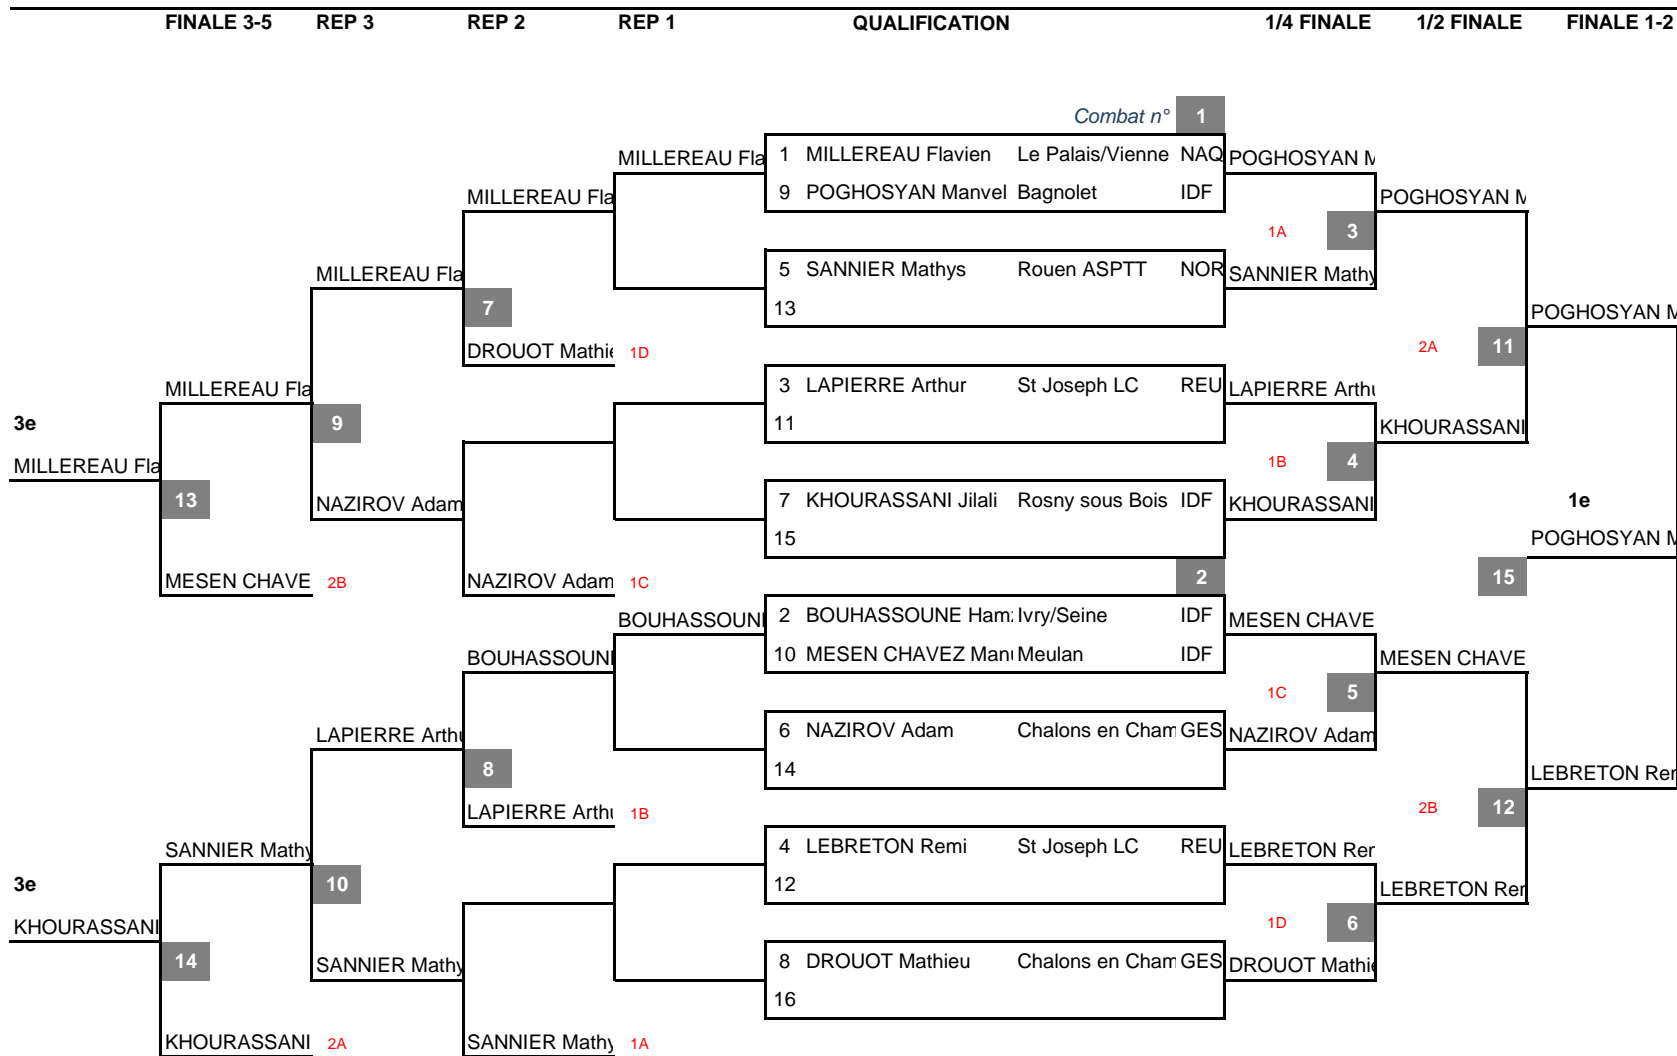 FINALE 3-5 REP 3 REP 2 REP 1 QUALIFICATION 1/4 FINALE 1/2 FINALE FINALE 1-2
Combat n° 1
MILLEREAU Fla 1 MILLEREAU Flavien Le Palais/Vienne NAQ POGHOSYAN M
MILLEREAU Fla 9 POGHOSYAN Manvel Bagnolet IDF POGHOSYAN M
1A 3
MILLEREAU Fla 5 SANNIER Mathys Rouen ASPTT NOR SANNIER Mathy
7 13 POGHOSYAN M
DROUOT Mathie 1D 2A 11
MILLEREAU Fla 3 LAPIERRE Arthur St Joseph LC REU LAPIERRE Arthu
3e 9 11 KHOURASSANI
MILLEREAU Fla 1B 4
13 NAZIROV Adam 7 KHOURASSANI Jilali Rosny sous Bois IDF KHOURASSANI 1e
15 POGHOSYAN M
MESEN CHAVE 2B NAZIROV Adam 1C 2 15
BOUHASSOUNE 2 BOUHASSOUNE Ham Ivry/Seine IDF MESEN CHAVE
BOUHASSOUNE 10 MESEN CHAVEZ Manu Meulan IDF MESEN CHAVE
1C 5
LAPIERRE Arthu 6 NAZIROV Adam Chalons en Cham GES NAZIROV Adam
8 14 LEBRETON Rem
LAPIERRE Arthu 1B 2B 12
SANNIER Mathy 4 LEBRETON Remi St Joseph LC REU LEBRETON Rem
3e 10 12 LEBRETON Rem
KHOURASSANI 1D 6
14 SANNIER Mathy 8 DROUOT Mathieu Chalons en Cham GES DROUOT Mathie
16
KHOURASSANI 2A SANNIER Mathy 1A